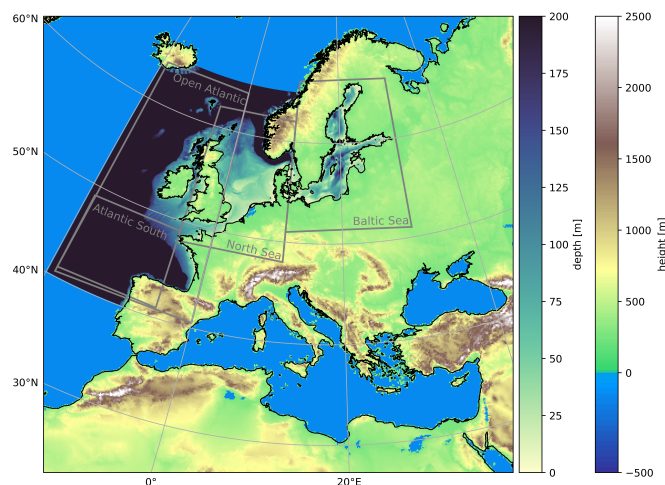 60°N
50°N
40°N
30°N
0°
20°E
Open Atlantic
Atlantic South
North Sea
Baltic Sea
200
175
150
125
100
75
50
25
0
depth [m]
2500
2000
1500
1000
500
0
−500
height [m]